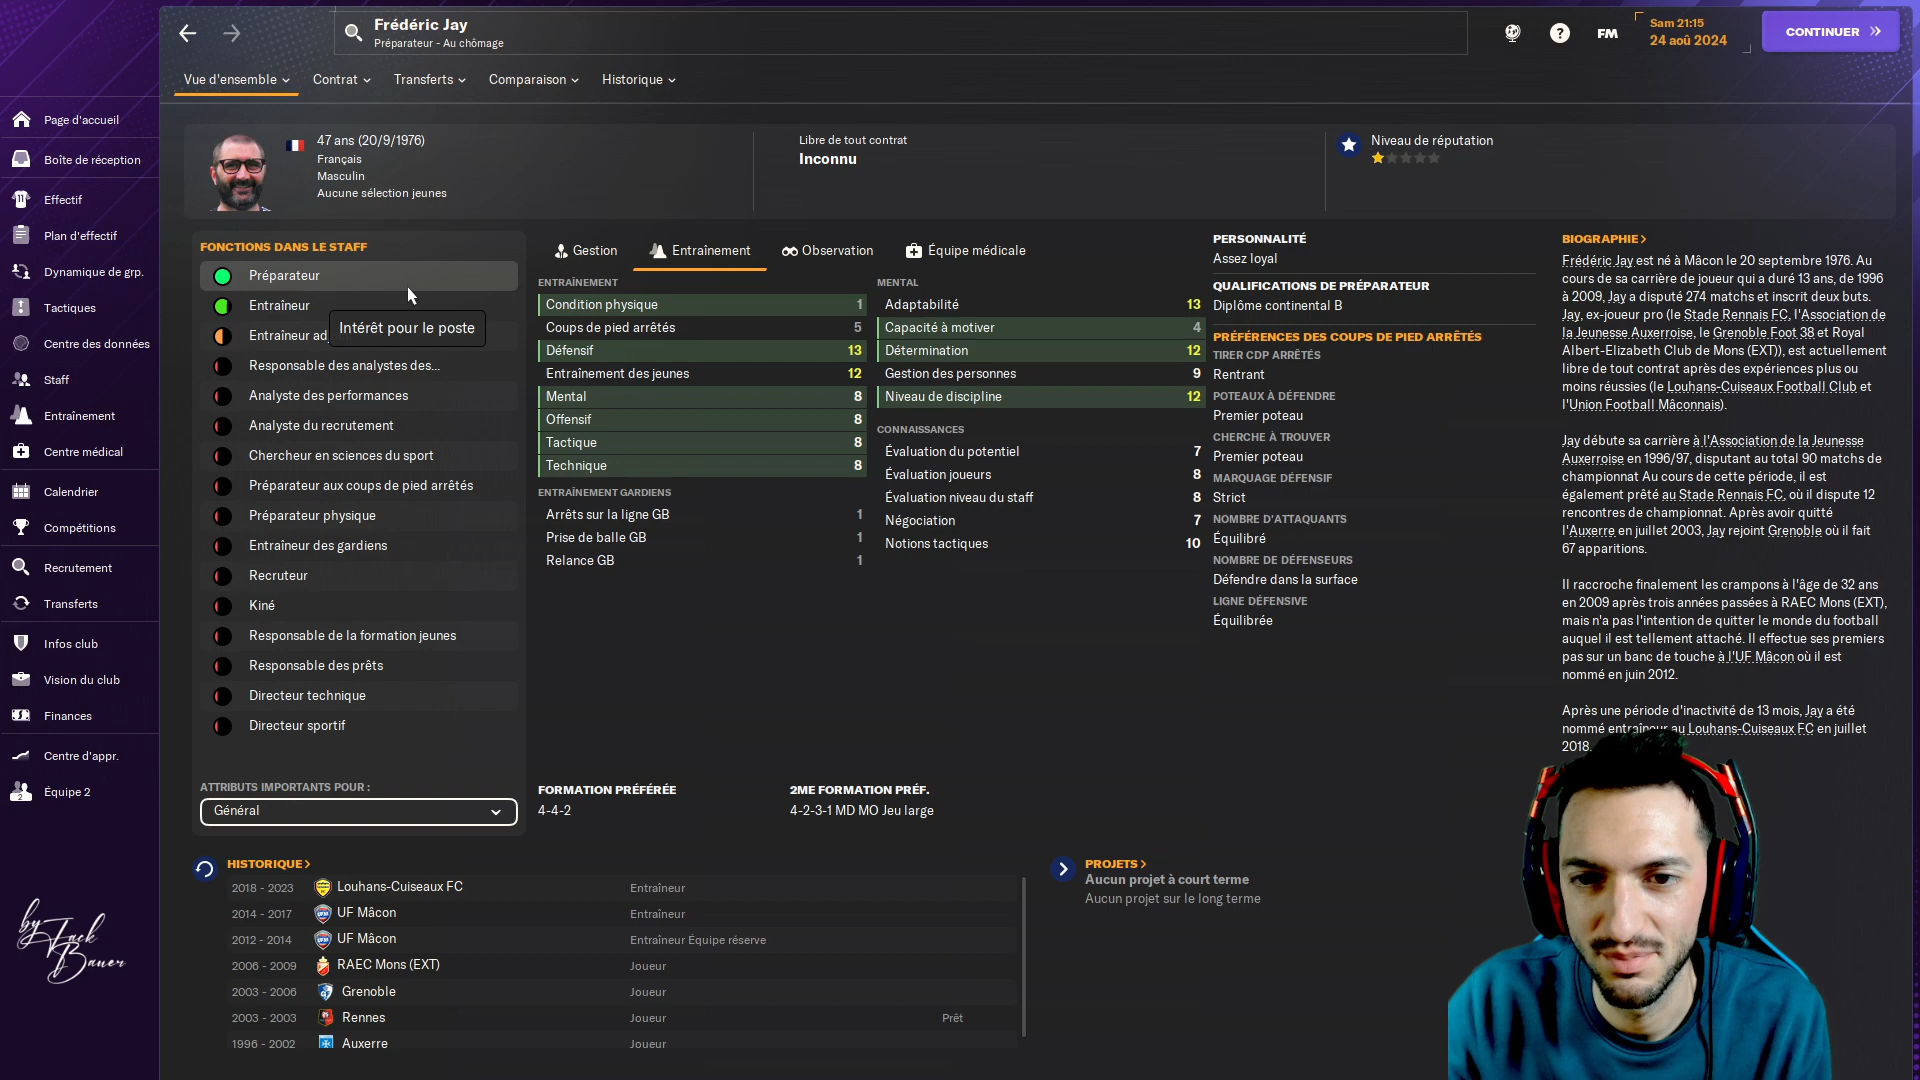 Frédéric Jay
Préparateur - Au chômage
FM
Sam 21:15
24 aoû 2024
CONTINUER
Vue d'ensemble
Contrat
Transferts
Comparaison
Historique
Page d'accueil
Boîte de réception
Effectif
Plan d'effectif
Dynamique de grp.
Tactiques
Centre des données
Staff
Entraînement
Centre médical
Calendrier
Compétitions
Recrutement
Transferts
Infos club
Vision du club
Finances
Centre d'appr.
Équipe 2
by Jack Bauer
47 ans (20/9/1976)
Français
Masculin
Aucune sélection jeunes
Libre de tout contrat
Inconnu
Niveau de réputation
FONCTIONS DANS LE STAFF
Préparateur
Entraîneur
Entraîneur ad
Intérêt pour le poste
Responsable des analystes des...
Analyste des performances
Analyste du recrutement
Chercheur en sciences du sport
Préparateur aux coups de pied arrêtés
Préparateur physique
Entraîneur des gardiens
Recruteur
Kiné
Responsable de la formation jeunes
Responsable des prêts
Directeur technique
Directeur sportif
ATTRIBUTS IMPORTANTS POUR :
Général
Gestion
Entraînement
Observation
Équipe médicale
ENTRAÎNEMENT
Condition physique 1
Coups de pied arrêtés 5
Défensif 13
Entraînement des jeunes 12
Mental 8
Offensif 8
Tactique 8
Technique 8
ENTRAÎNEMENT GARDIENS
Arrêts sur la ligne GB 1
Prise de balle GB 1
Relance GB 1
MENTAL
Adaptabilité 13
Capacité à motiver 4
Détermination 12
Gestion des personnes 9
Niveau de discipline 12
CONNAISSANCES
Évaluation du potentiel 7
Évaluation joueurs 8
Évaluation niveau du staff 8
Négociation 7
Notions tactiques 10
FORMATION PRÉFÉRÉE
4-4-2
2ME FORMATION PRÉF.
4-2-3-1 MD MO Jeu large
PERSONNALITÉ
Assez loyal
QUALIFICATIONS DE PRÉPARATEUR
Diplôme continental B
PRÉFÉRENCES DES COUPS DE PIED ARRÊTÉS
TIRER CDP ARRÊTÉS
Rentrant
POTEAUX À DÉFENDRE
Premier poteau
CHERCHE À TROUVER
Premier poteau
MARQUAGE DÉFENSIF
Strict
NOMBRE D'ATTAQUANTS
Équilibré
NOMBRE DE DÉFENSEURS
Défendre dans la surface
LIGNE DÉFENSIVE
Équilibrée
BIOGRAPHIE >
Frédéric Jay est né à Mâcon le 20 septembre 1976. Au
cours de sa carrière de joueur qui a duré 13 ans, de 1996
à 2009, Jay a disputé 274 matchs et inscrit deux buts.
Jay, ex-joueur pro (le Stade Rennais FC, l'Association de
la Jeunesse Auxerroise, le Grenoble Foot 38 et Royal
Albert-Elizabeth Club de Mons (EXT)), est actuellement
libre de tout contrat après des expériences plus ou
moins réussies (le Louhans-Cuiseaux Football Club et
l'Union Football Mâconnais).
Jay débute sa carrière à l'Association de la Jeunesse
Auxerroise en 1996/97, disputant au total 90 matchs de
championnat Au cours de cette période, il est
également prêté au Stade Rennais FC, où il dispute 12
rencontres de championnat. Après avoir quitté
l'Auxerre en juillet 2003, Jay rejoint Grenoble où il fait
67 apparitions.
Il raccroche finalement les crampons à l'âge de 32 ans
en 2009 après trois années passées à RAEC Mons (EXT),
mais n'a pas l'intention de quitter le monde du football
auquel il est tellement attaché. Il effectue ses premiers
pas sur un banc de touche à l'UF Mâcon où il est
nommé en juin 2012.
Après une période d'inactivité de 13 mois, Jay a été
nommé entraîneur au Louhans-Cuiseaux FC en juillet
2018.
HISTORIQUE >
2018 - 2023 Louhans-Cuiseaux FC Entraîneur
2014 - 2017 UF Mâcon Entraîneur
2012 - 2014 UF Mâcon Entraîneur Équipe réserve
2006 - 2009 RAEC Mons (EXT) Joueur
2003 - 2006 Grenoble Joueur
2003 - 2003 Rennes Joueur Prêt
1996 - 2002 Auxerre Joueur
PROJETS >
Aucun projet à court terme
Aucun projet sur le long terme